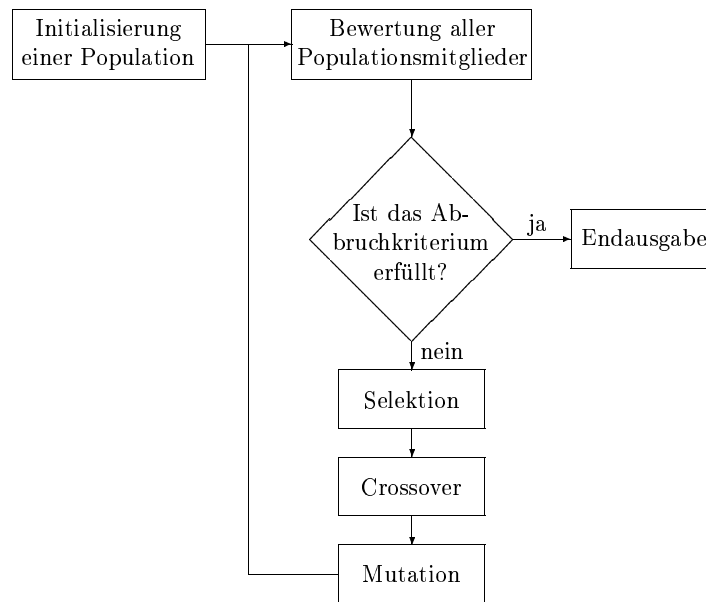 Initialisierung
einer Population
Bewertung aller
Populationsmitglieder
Ist das Ab-
bruchkriterium
erfüllt?
ja
Endausgabe
nein
Selektion
Crossover
Mutation